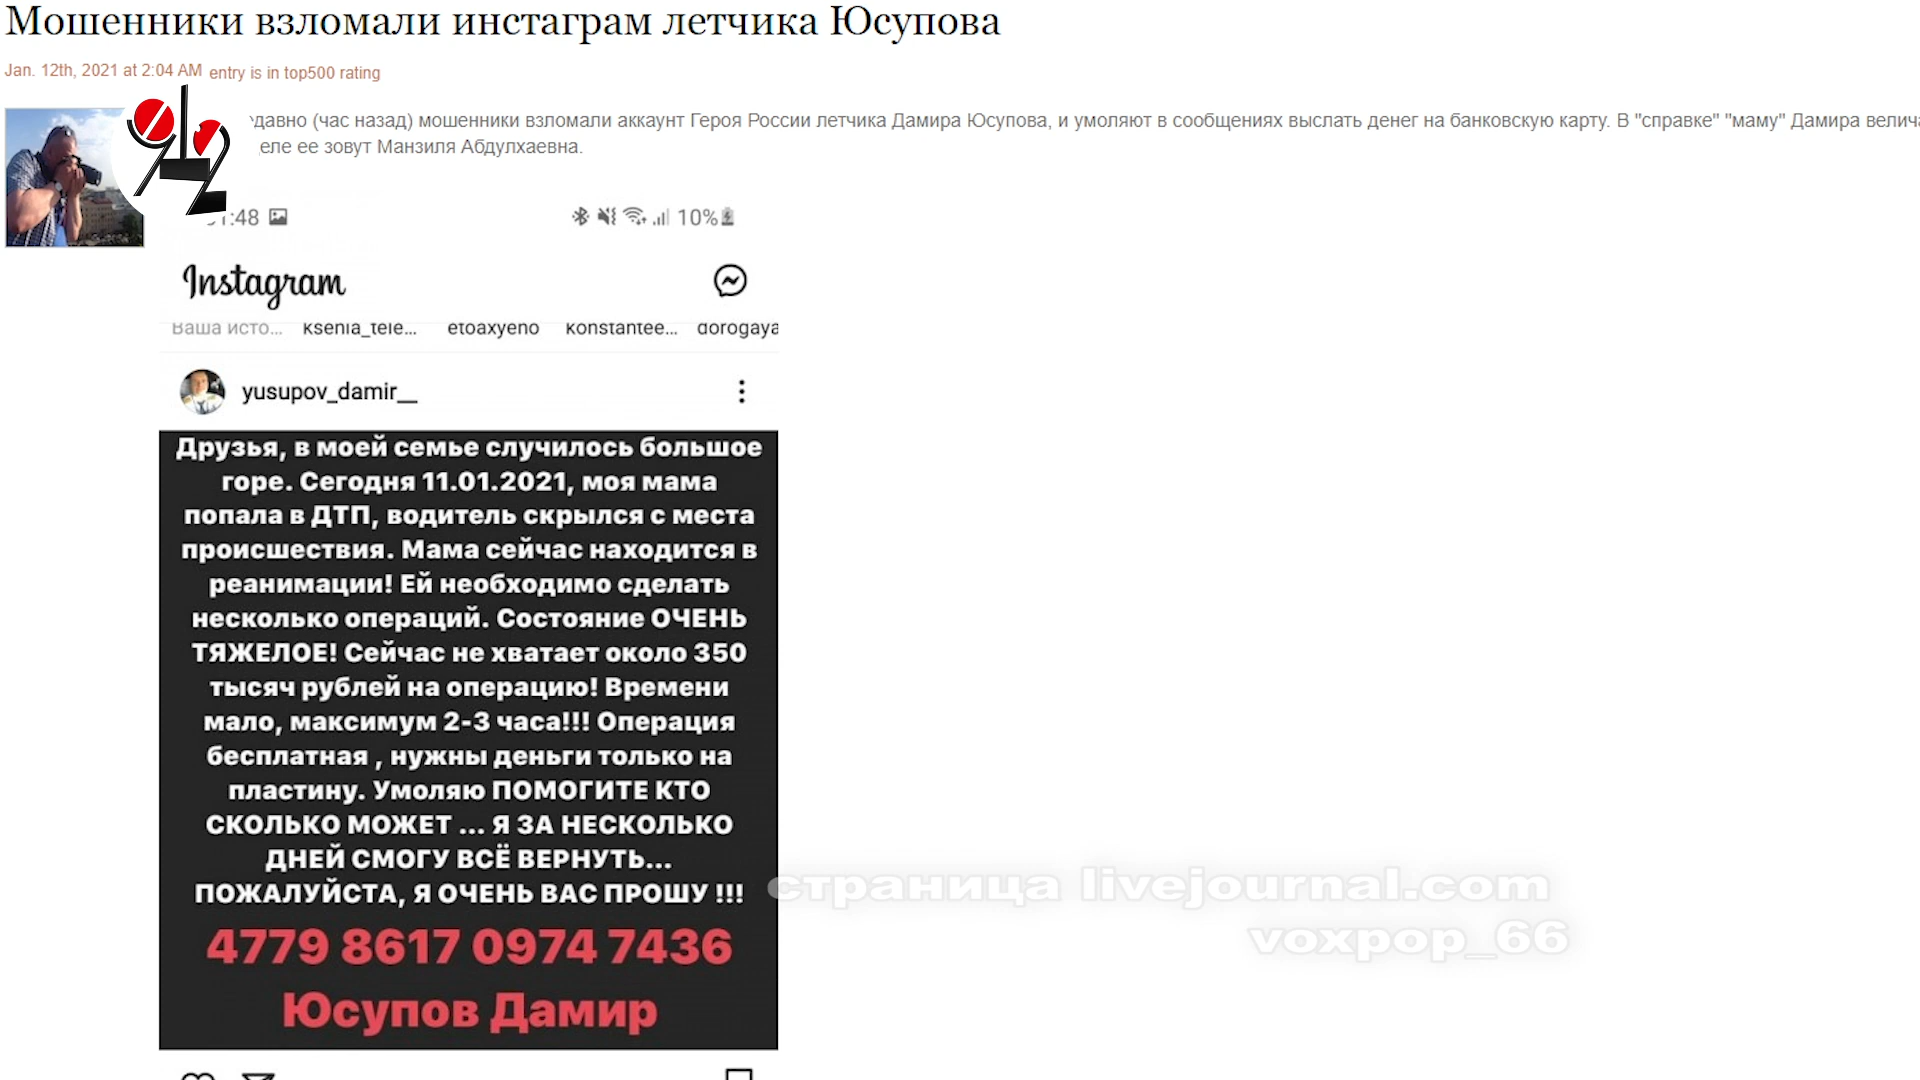 Мошенники взломали инстаграм летчика Юсупова
Jan. 12th, 2021 at 2:04 AM entry is in top500 rating
(час назад) мошенники взломали аккаунт Героя России летчика Дамира Юсупова, и умоляют в сообщениях выслать денег на банковскую карту. В "справке" "маму" Дамира
ее зовут Манзиля Абдулхаевна.
:48 10%
Instagram
Ваша исто... ksenia_tele... etoaxyeno konstantee... dorogaya
yusupov_damir__
Друзья, в моей семье случилось большое
горе. Сегодня 11.01.2021, моя мама
попала в ДТП, водитель скрылся с места
происшествия. Мама сейчас находится в
реанимации! Ей необходимо сделать
несколько операций. Состояние ОЧЕНЬ
ТЯЖЕЛОЕ! Сейчас не хватает около 350
тысяч рублей на операцию! Времени
мало, максимум 2-3 часа!!! Операция
бесплатная , нужны деньги только на
пластину. Умоляю ПОМОГИТЕ КТО
СКОЛЬКО МОЖЕТ ... Я ЗА НЕСКОЛЬКО
ДНЕЙ СМОГУ ВСЁ ВЕРНУТЬ...
ПОЖАЛУЙСТА, Я ОЧЕНЬ ВАС ПРОШУ !!!
4779 8617 0974 7436
Юсупов Дамир
страница livejournal.com
voxpop_66